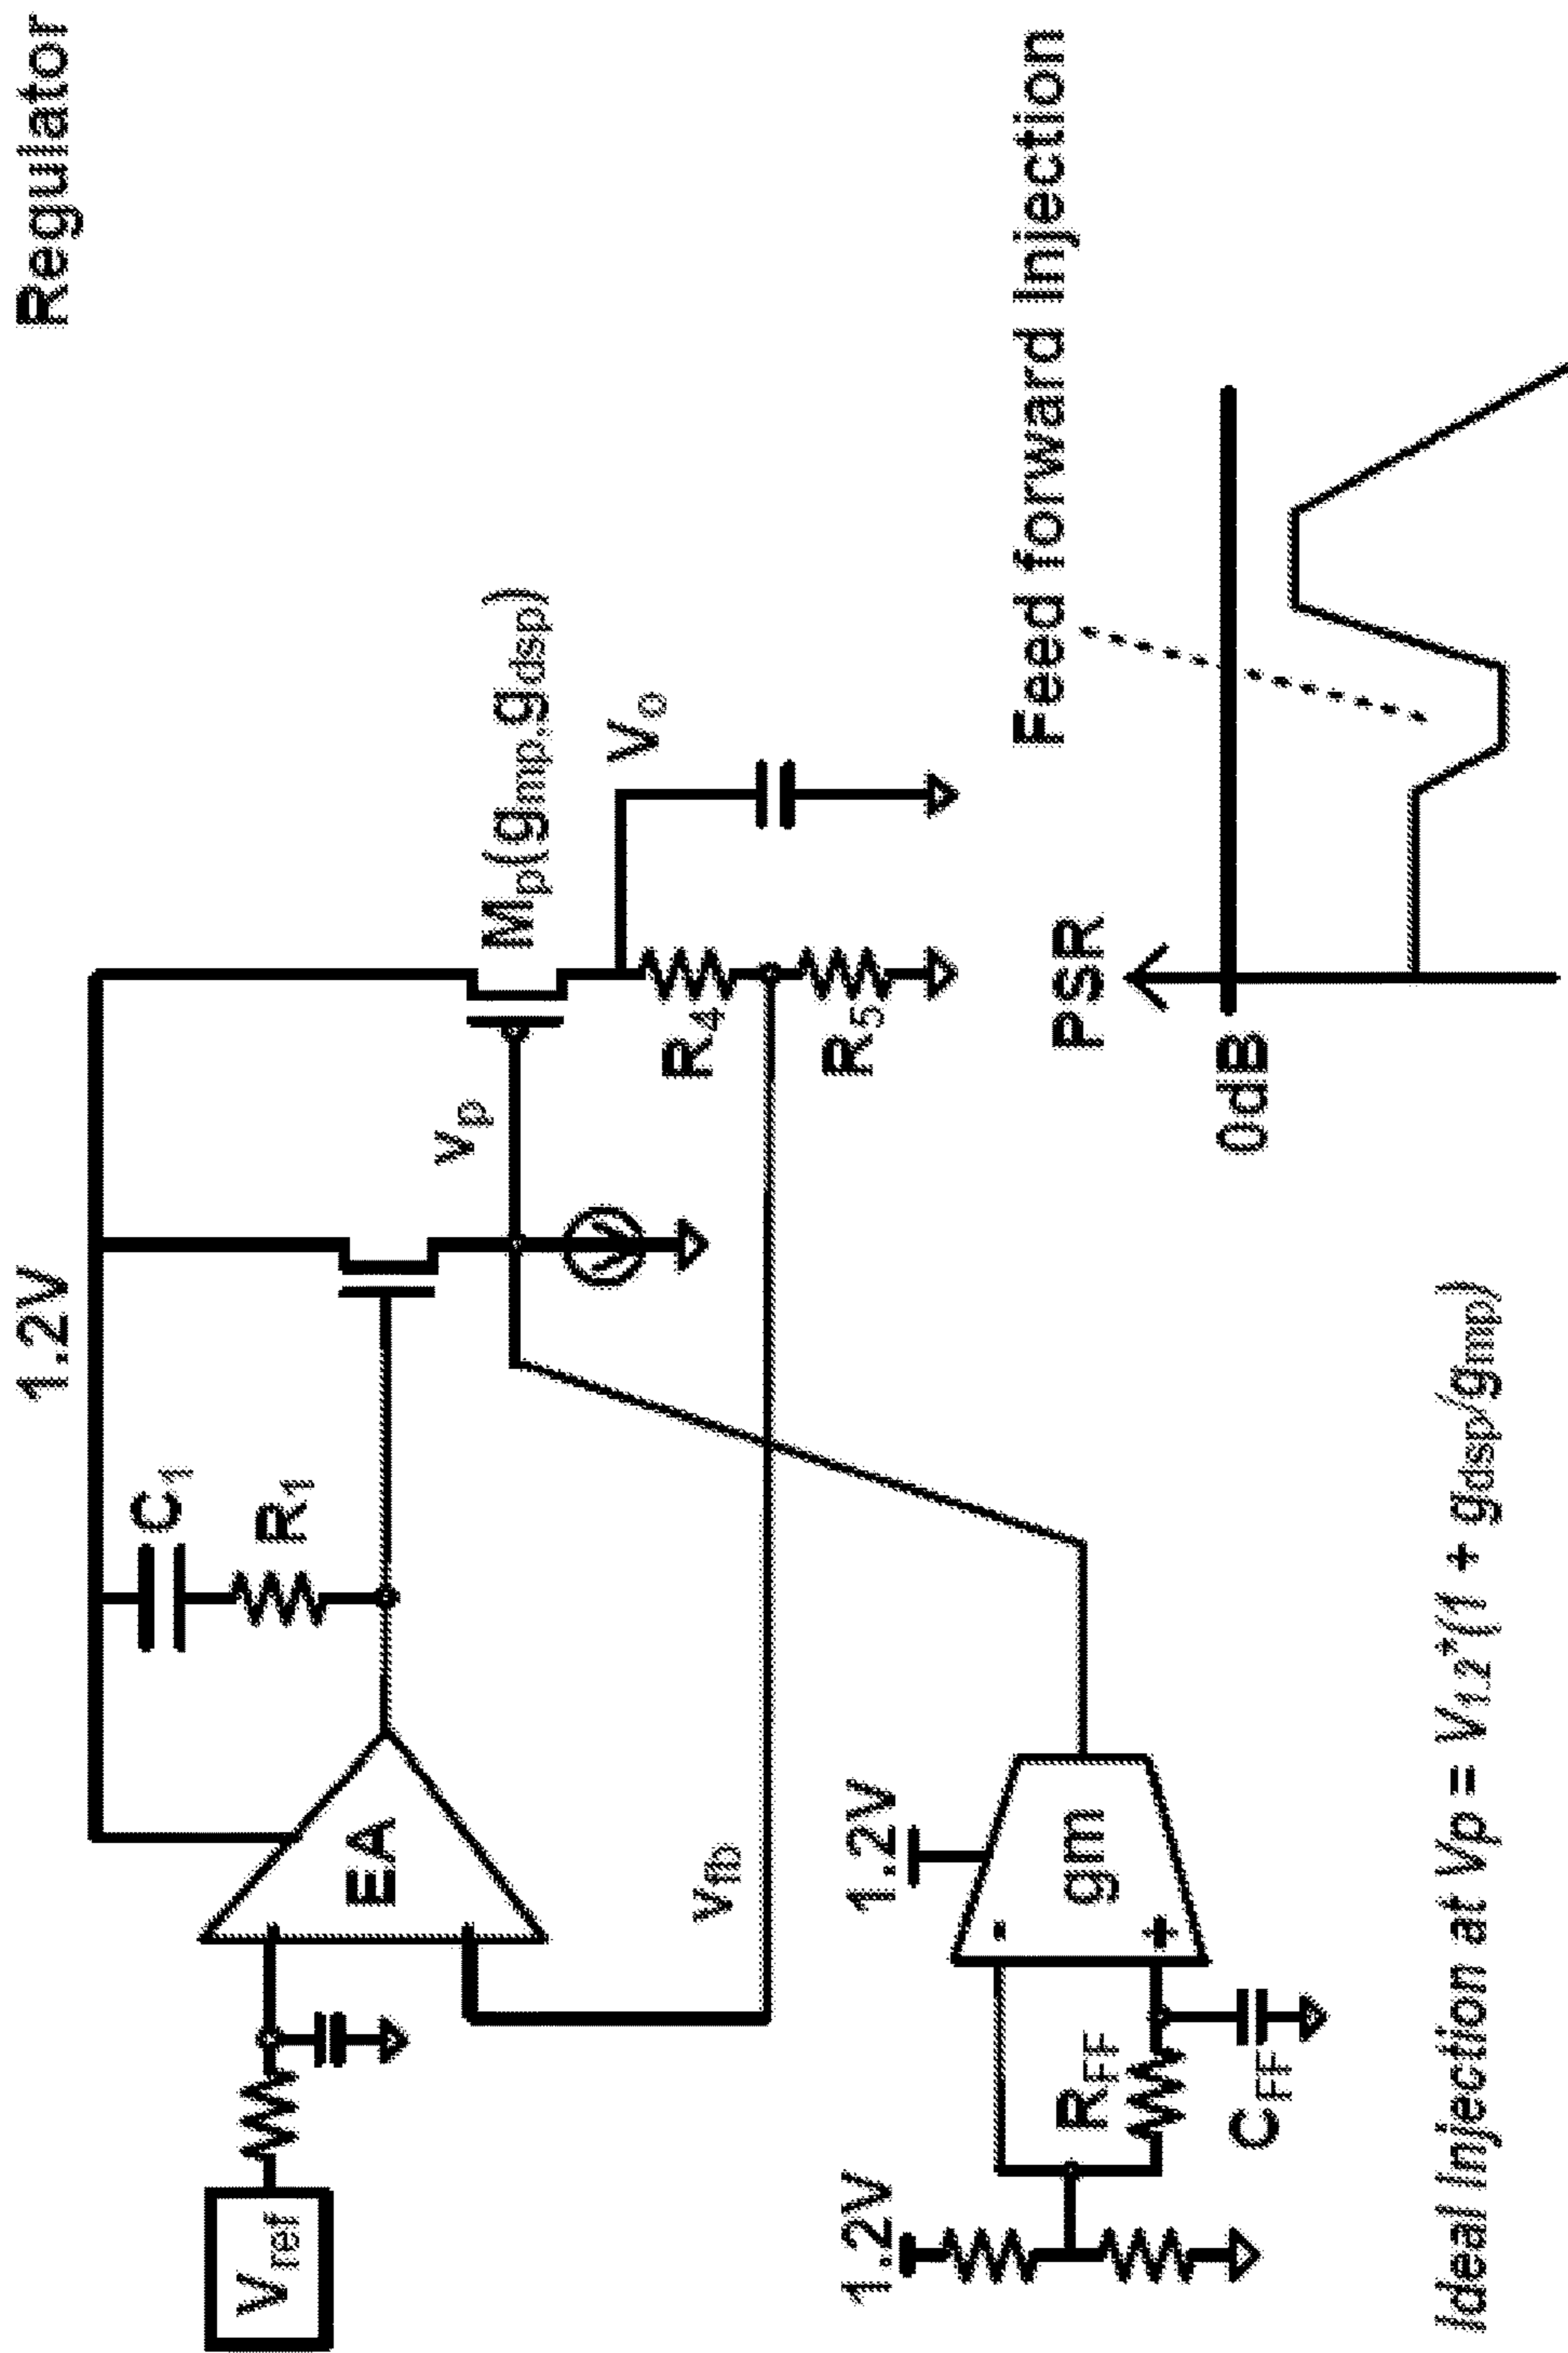 Regulator
1.2V
C1
R1
Vref
EA
vp
Mp(gmp,gdsp)
Vo
R4
R5
vfb
1.2V
1.2V
-
gm
+
RFF
CFF
Feed forward Injection
PSR
0dB
Ideal Injection at Vp = V1.2*(1 + gdsp/gmp)